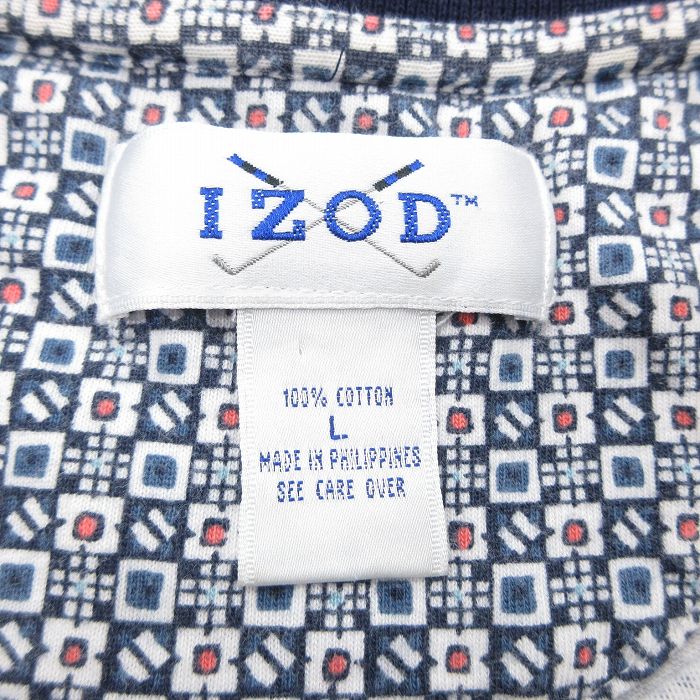 IZOD™
100% COTTON
L
MADE IN PHILIPPINES
SEE CARE OVER